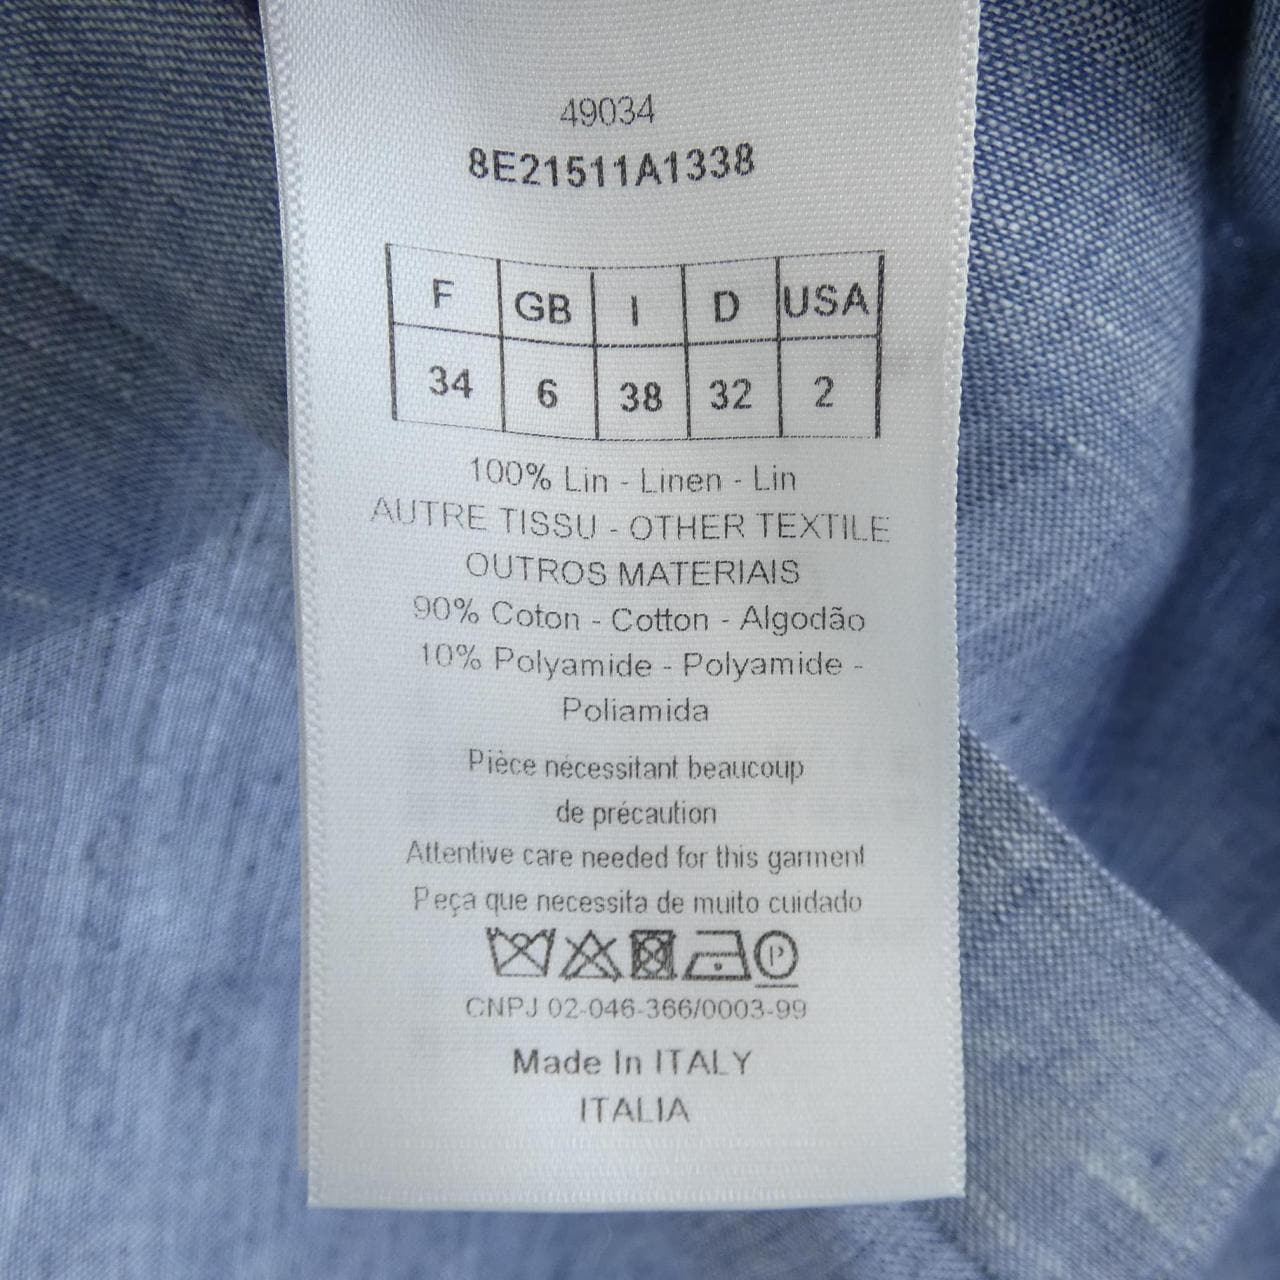 49034
8E21511A1338
F GB I D USA
34 6 38 32 2
100% Lin - Linen - Lin
AUTRE TISSU - OTHER TEXTILE
OUTROS MATERIAIS
90% Coton - Cotton - Algodão
10% Polyamide - Polyamide -
Poliamida
Pièce nécessitant beaucoup
de précaution
Attentive care needed for this garment
Peça que necessita de muito cuidado
P
CNPJ 02-046-366/0003-99
Made In ITALY
ITALIA